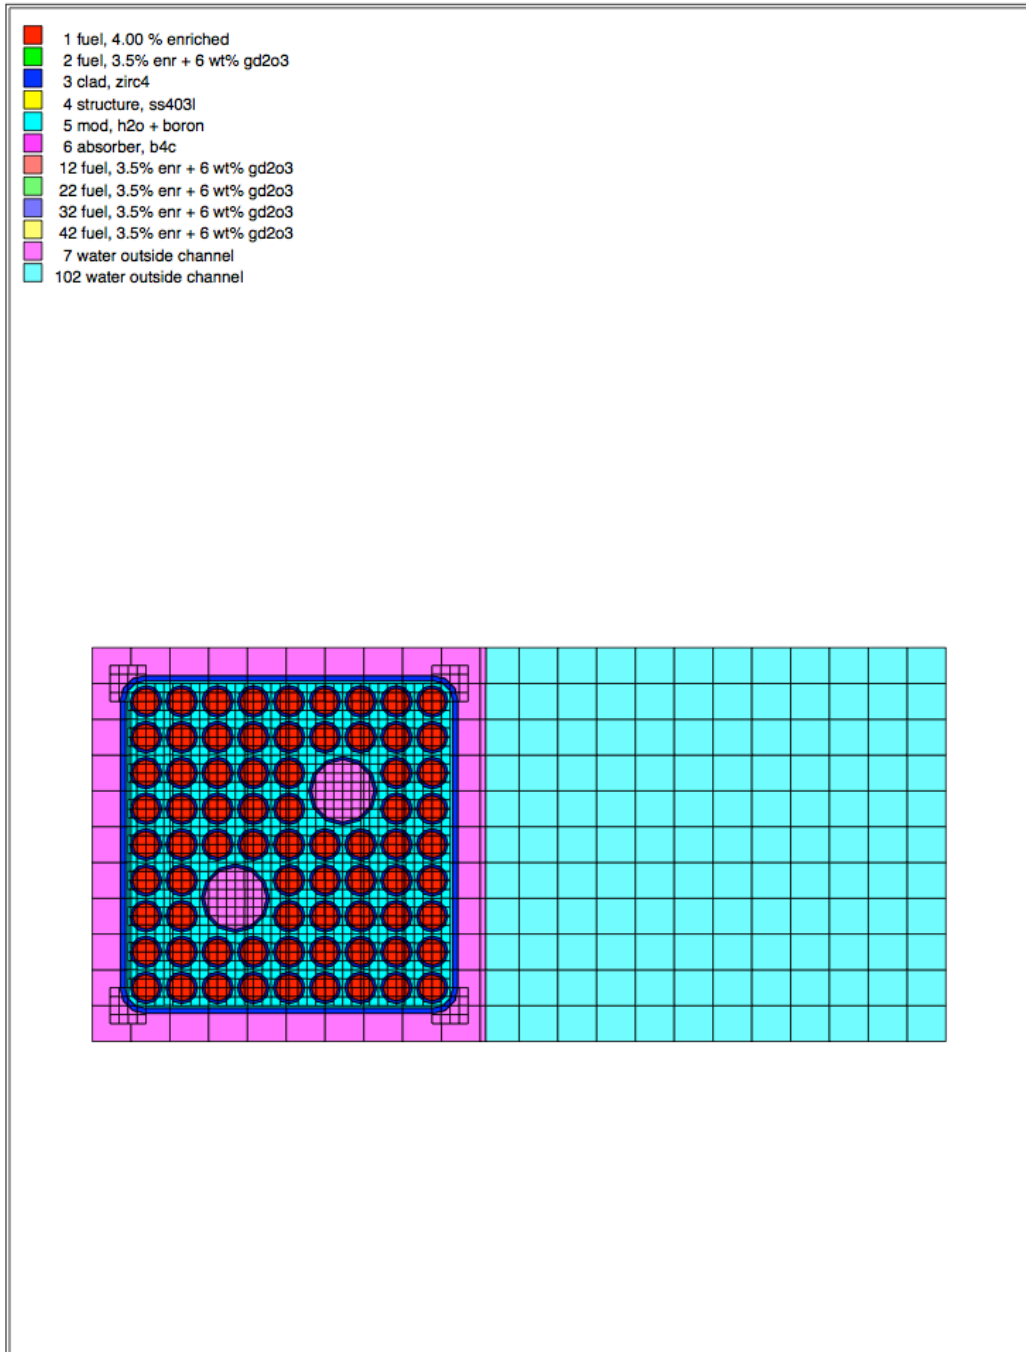 1 fuel, 4.00 % enriched
2 fuel, 3.5% enr + 6 wt% gd2o3
3 clad, zirc4
4 structure, ss403l
5 mod, h2o + boron
6 absorber, b4c
12 fuel, 3.5% enr + 6 wt% gd2o3
22 fuel, 3.5% enr + 6 wt% gd2o3
32 fuel, 3.5% enr + 6 wt% gd2o3
42 fuel, 3.5% enr + 6 wt% gd2o3
7 water outside channel
102 water outside channel